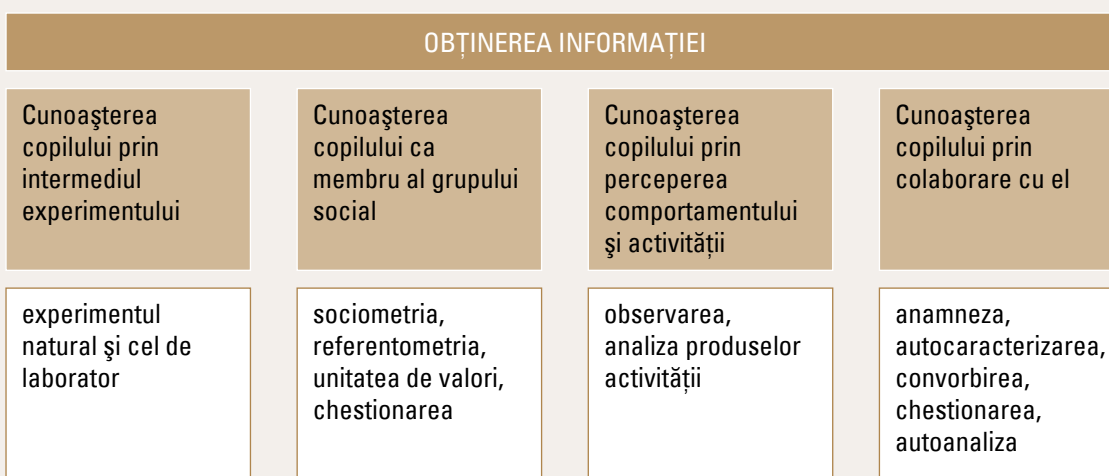 OBȚINEREA INFORMAȚIEI
Cunoaşterea
copilului prin
intermediul
experimentului
Cunoaşterea
copilului ca
membru al grupului
social
Cunoaşterea
copilului prin
perceperea
comportamentului
şi activității
Cunoaşterea
copilului prin
colaborare cu el
experimentul
natural şi cel de
laborator
sociometria,
referentometria,
unitatea de valori,
chestionarea
observarea,
analiza produselor
activității
anamneza,
autocaracterizarea,
convorbirea,
chestionarea,
autoanaliza